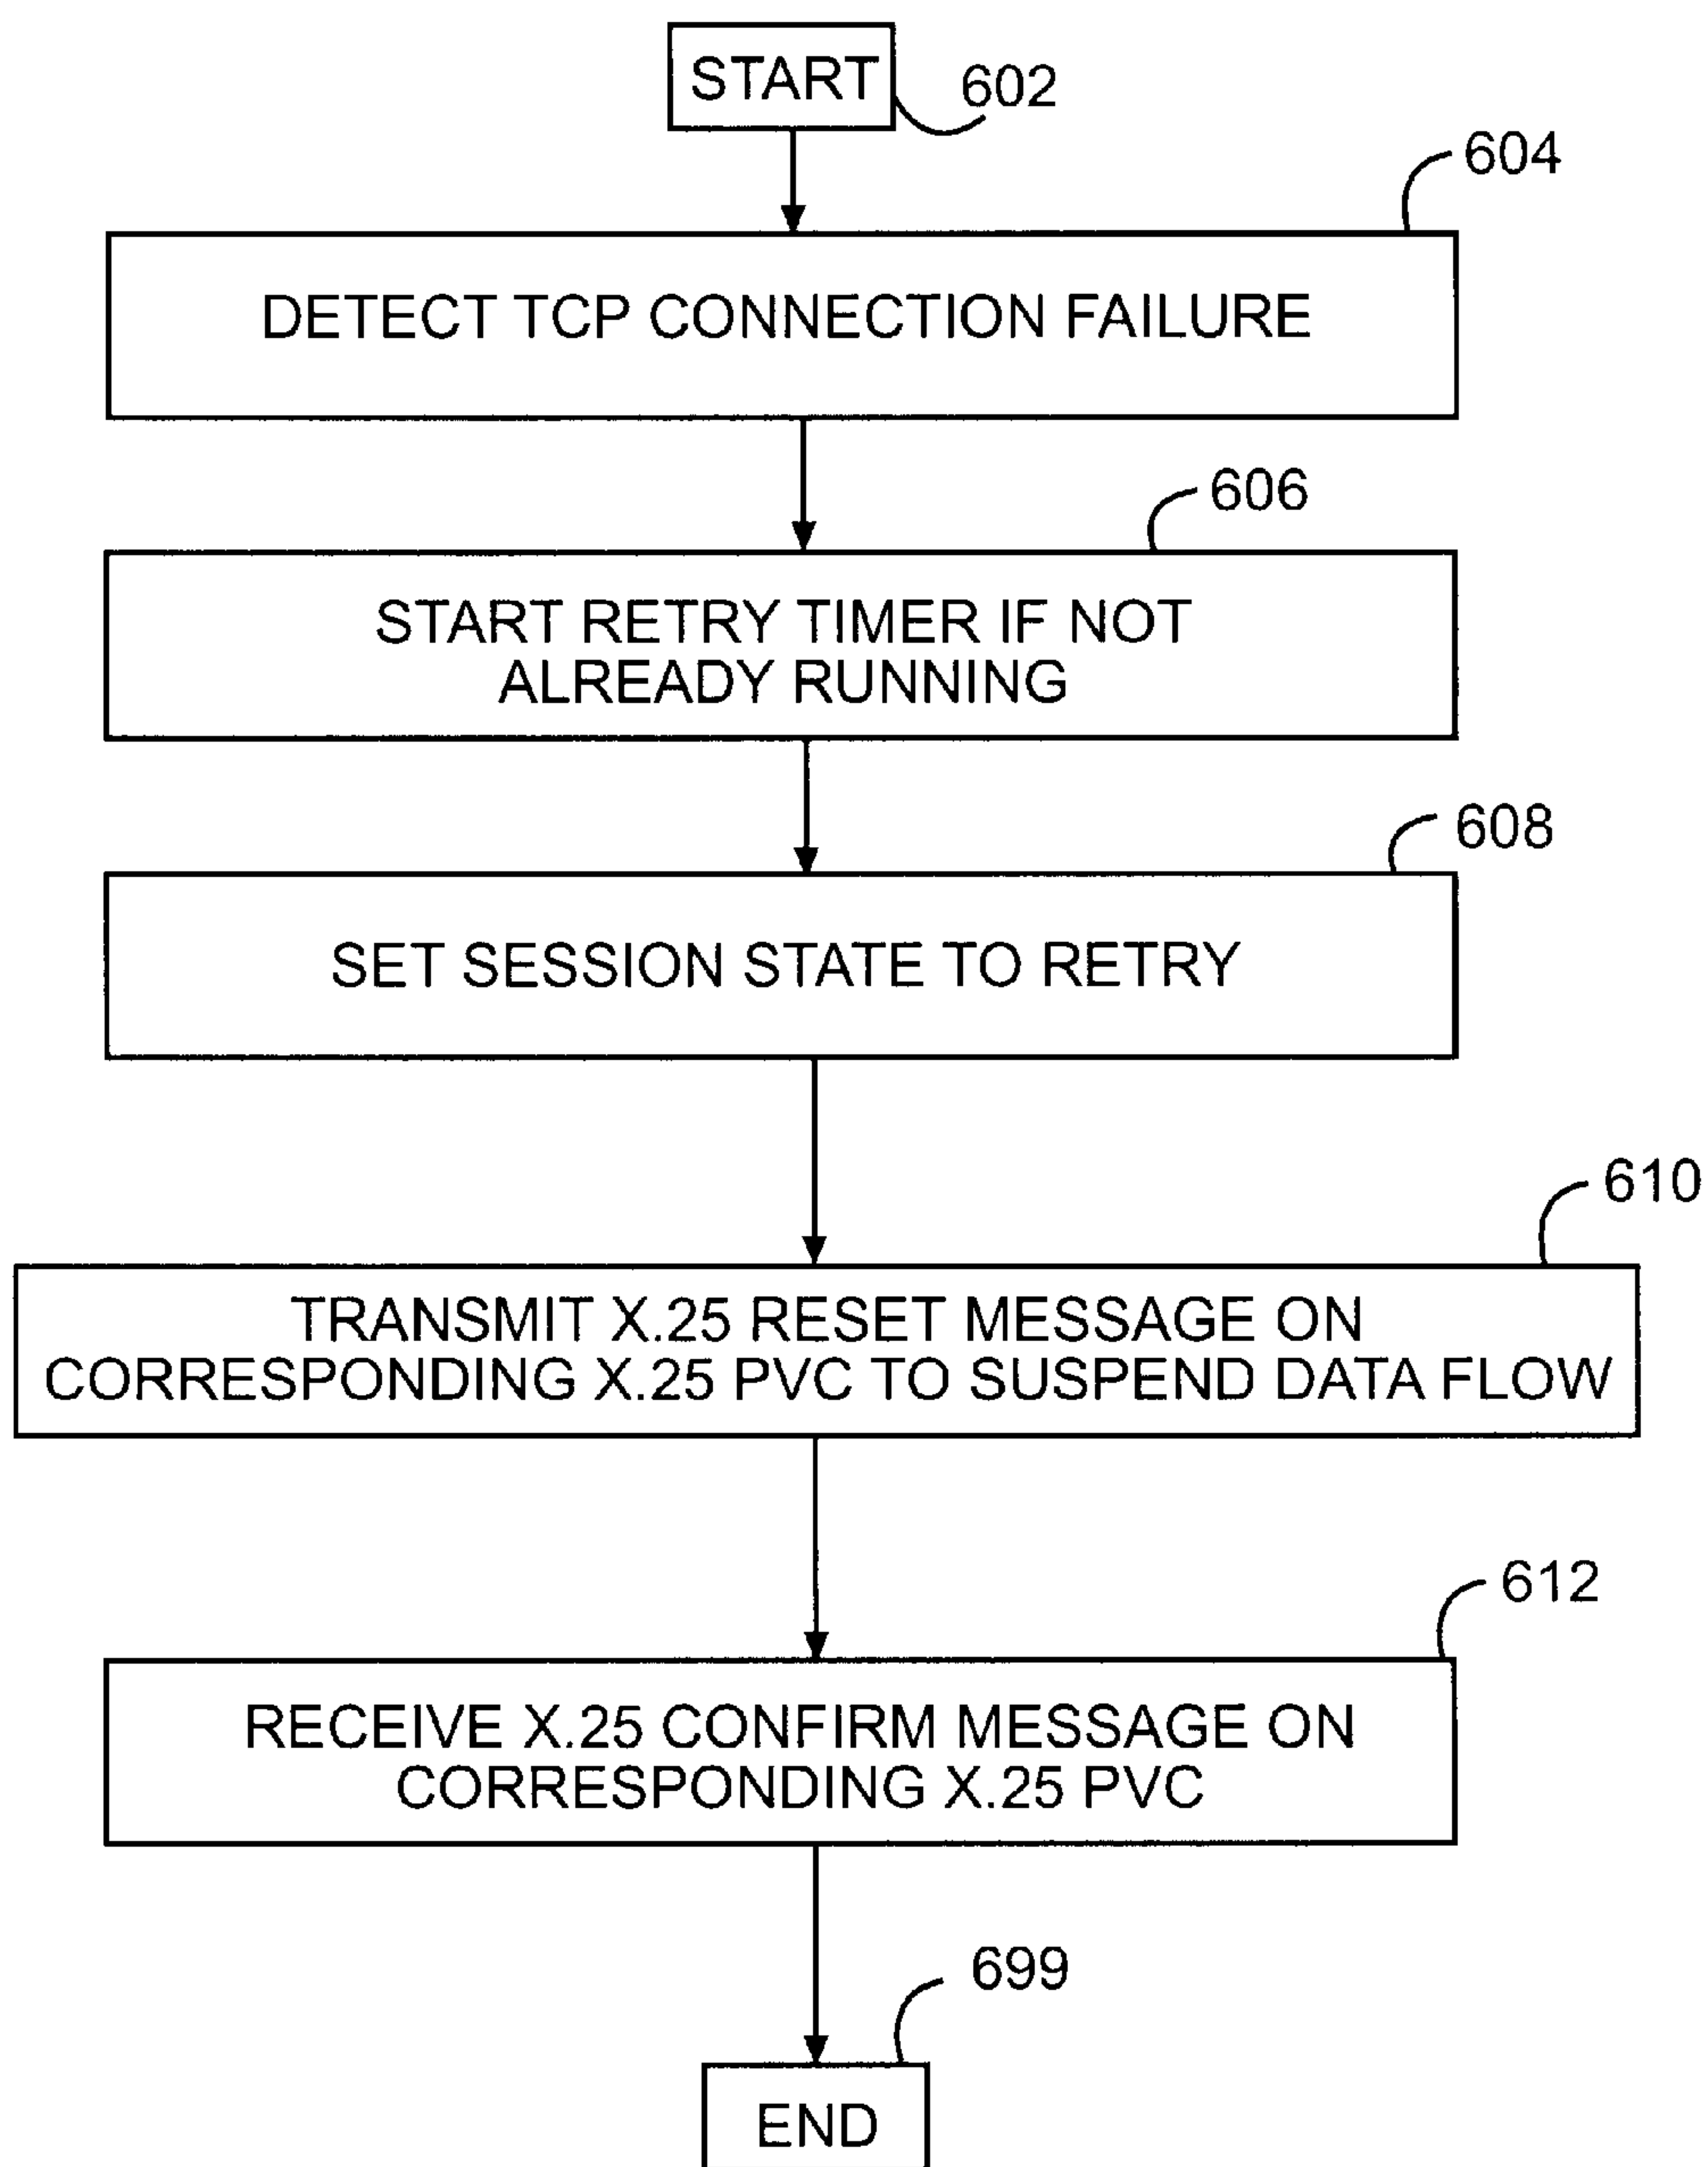 START
602
604
DETECT TCP CONNECTION FAILURE
606
START RETRY TIMER IF NOT
ALREADY RUNNING
608
SET SESSION STATE TO RETRY
610
TRANSMIT X.25 RESET MESSAGE ON
CORRESPONDING X.25 PVC TO SUSPEND DATA FLOW
612
RECEIVE X.25 CONFIRM MESSAGE ON
CORRESPONDING X.25 PVC
699
END